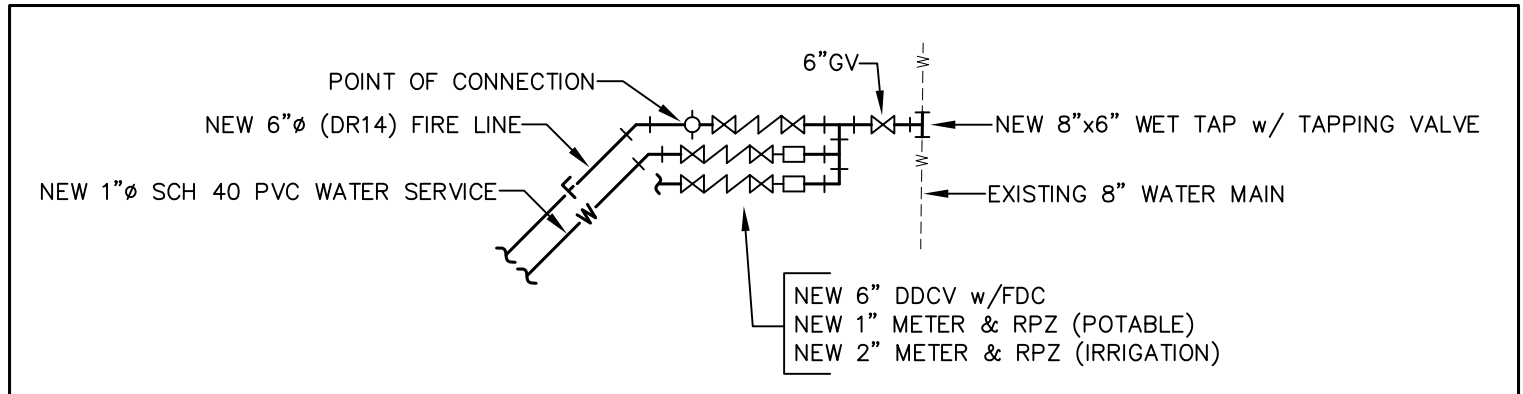 6”GV
POINT OF CONNECTION
NEW 6”ø (DR14) FIRE LINE
NEW 8”x6” WET TAP w/ TAPPING VALVE
W
W
NEW 1”ø SCH 40 PVC WATER SERVICE
F
W
EXISTING 8” WATER MAIN
NEW 6” DDCV w/FDC
NEW 1” METER & RPZ (POTABLE)
NEW 2” METER & RPZ (IRRIGATION)